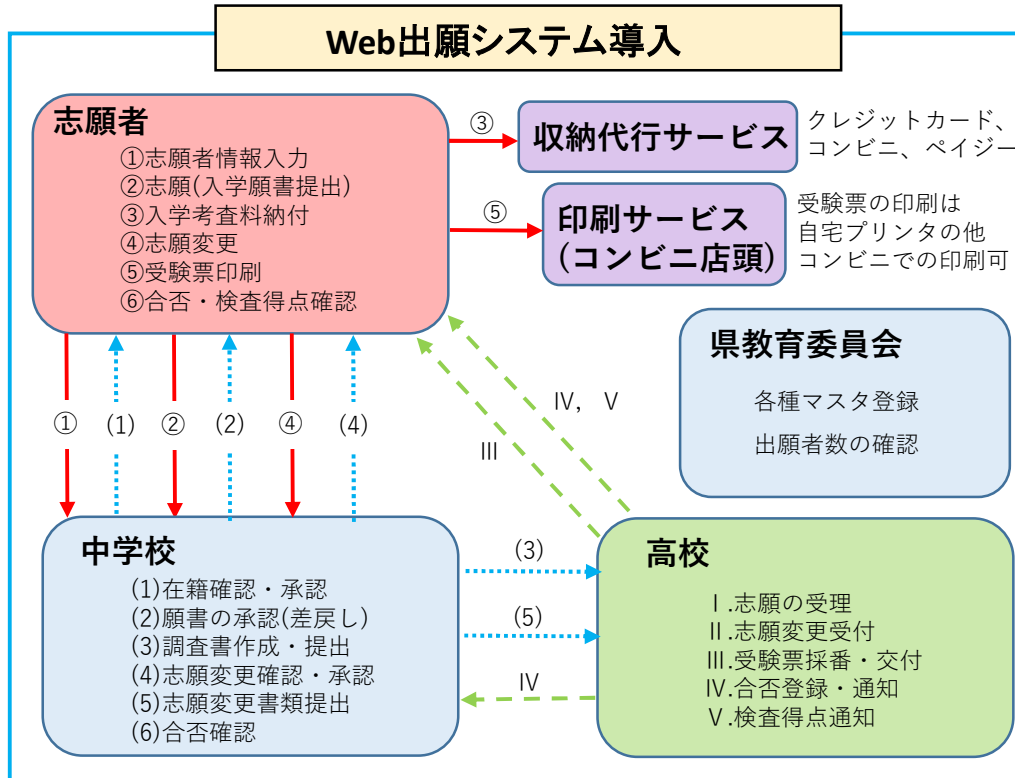 Web出願システム導入
志願者
①志願者情報入力
②志願(入学願書提出)
③入学考査料納付
④志願変更
⑤受験票印刷
⑥合否・検査得点確認
③
収納代行サービス
クレジットカード、
コンビニ、ペイジー
⑤
印刷サービス
(コンビニ店頭)
受験票の印刷は
自宅プリンタの他
コンビニでの印刷可
県教育委員会
各種マスタ登録
出願者数の確認
① (1) ② (2) ④ (4)
Ⅳ, Ⅴ
Ⅲ
中学校
(1)在籍確認・承認
(2)願書の承認(差戻し)
(3)調査書作成・提出
(4)志願変更確認・承認
(5)志願変更書類提出
(6)合否確認
(3)
(5)
Ⅳ
高校
Ⅰ.志願の受理
Ⅱ.志願変更受付
Ⅲ.受験票採番・交付
Ⅳ.合否登録・通知
Ⅴ.検査得点通知